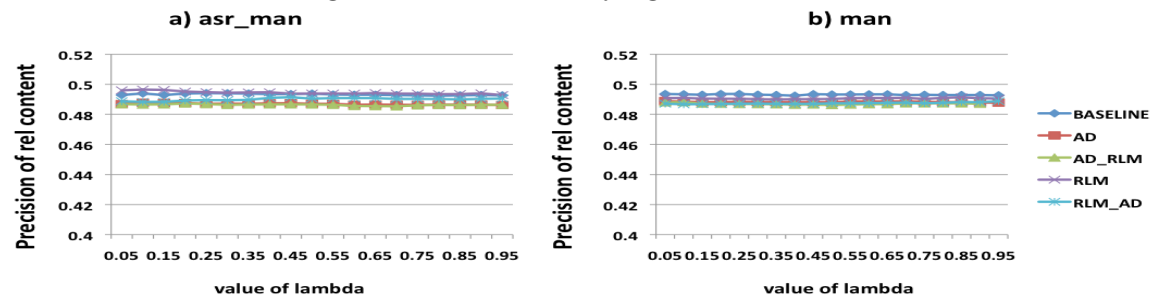 a) asr_man
Precision of rel content
0.52
0.5
0.48
0.46
0.44
0.42
0.4
0.05 0.15 0.25 0.35 0.45 0.55 0.65 0.75 0.85 0.95
value of lambda
b) man
Precision of rel content
0.52
0.5
0.48
0.46
0.44
0.42
0.4
0.05 0.15 0.25 0.35 0.45 0.55 0.65 0.75 0.85 0.95
value of lambda
BASELINE
AD
AD_RLM
RLM
RLM_AD